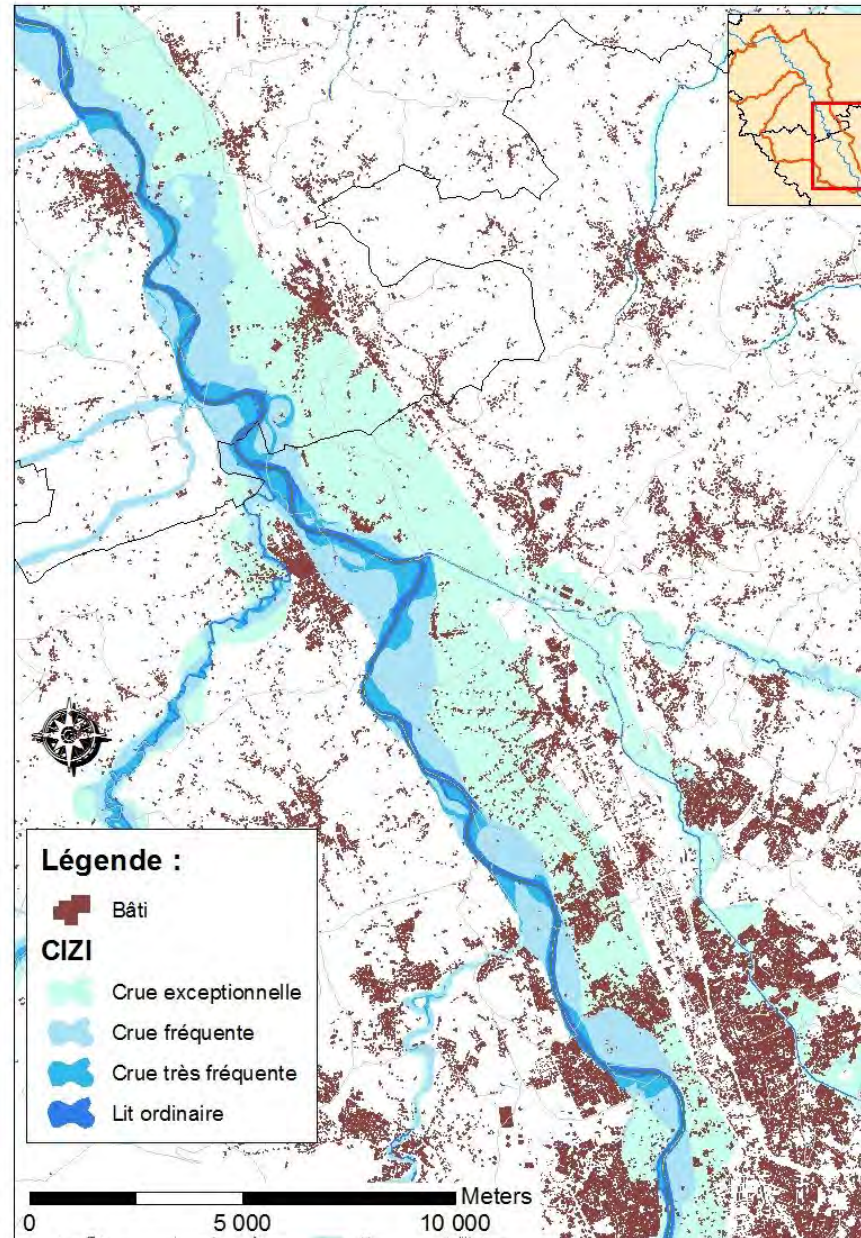 Légende :
Bâti
CIZI
Crue exceptionnelle
Crue fréquente
Crue très fréquente
Lit ordinaire
Meters
0 5 000 10 000